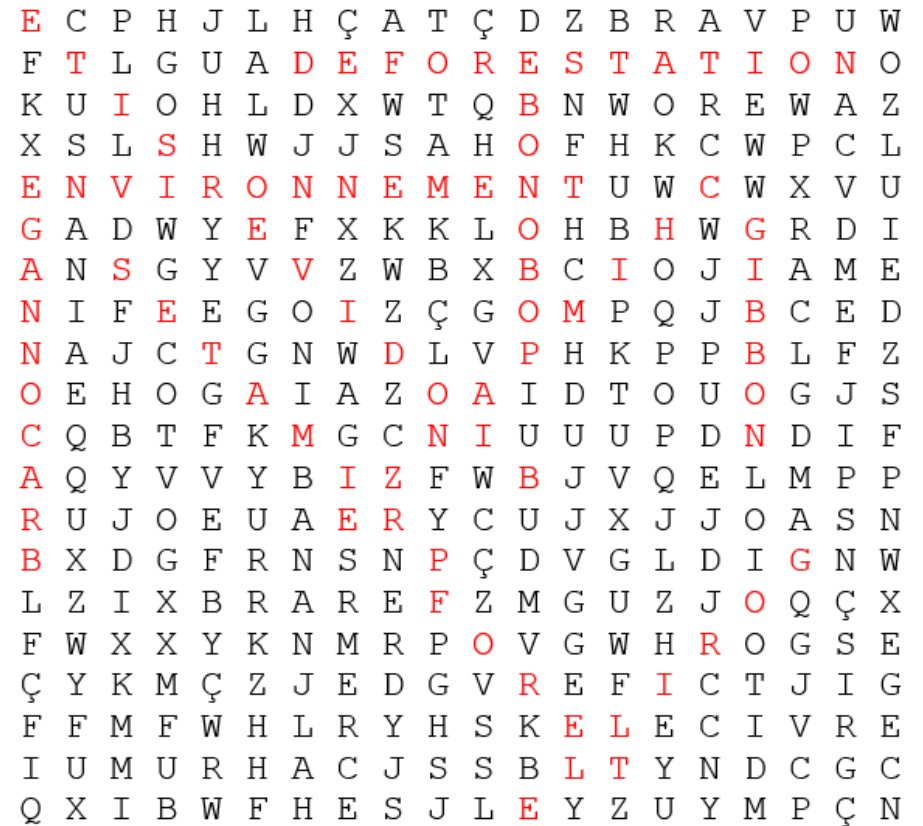 E C P H J L H Ç A T Ç D Z B R A V P U W
F T L G U A D E F O R E S T A T I O N O
K U I O H L D X W T Q B N W O R E W A Z
X S L S H W J J S A H O F H K C W P C L
E N V I R O N N E M E N T U W C W X V U
G A D W Y E F X K K L O H B H W G R D I
A N S G Y V V Z W B X B C I O J I A M E
N I F E E G O I Z Ç G O M P Q J B C E D
N A J C T G N W D L V P H K P P B L F Z
O E H O G A I A Z O A I D T O U O G J S
C Q B T F K M G C N I U U U P D N D I F
A Q Y V V Y B I Z F W B J V Q E L M P P
R U J O E U A E R Y C U J X J J O A S N
B X D G F R N S N P Ç D V G L D I G N W
L Z I X B R A R E F Z M G U Z J O Q Ç X
F W X X Y K N M R P O V G W H R O G S E
Ç Y K M Ç Z J E D G V R E F I C T J I G
F F M F W H L R Y H S K E L E C I V R E
I U M U R H A C J S S B L T Y N D C G C
Q X I B W F H E S J L E Y Z U Y M P Ç N